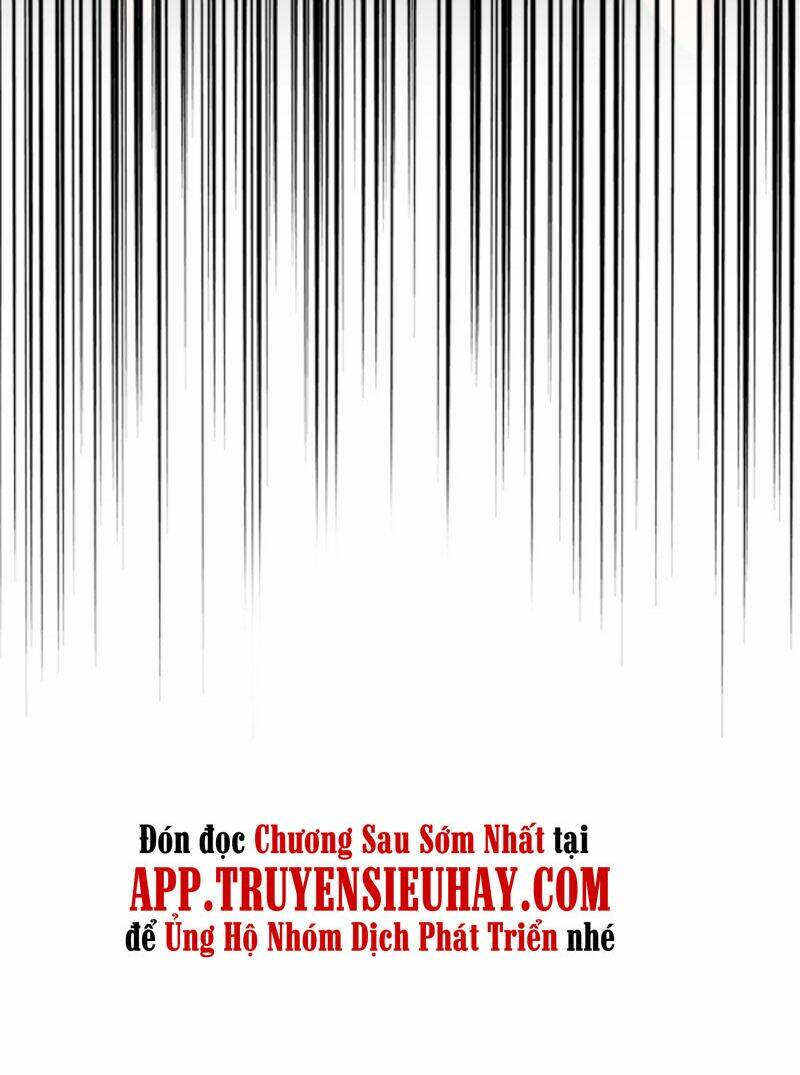 Đón đọc Chương Sau Sớm Nhất tại
APP.TRUYENSIEUHAY.COM
để Ủng Hộ Nhóm Dịch Phát Triển nhé